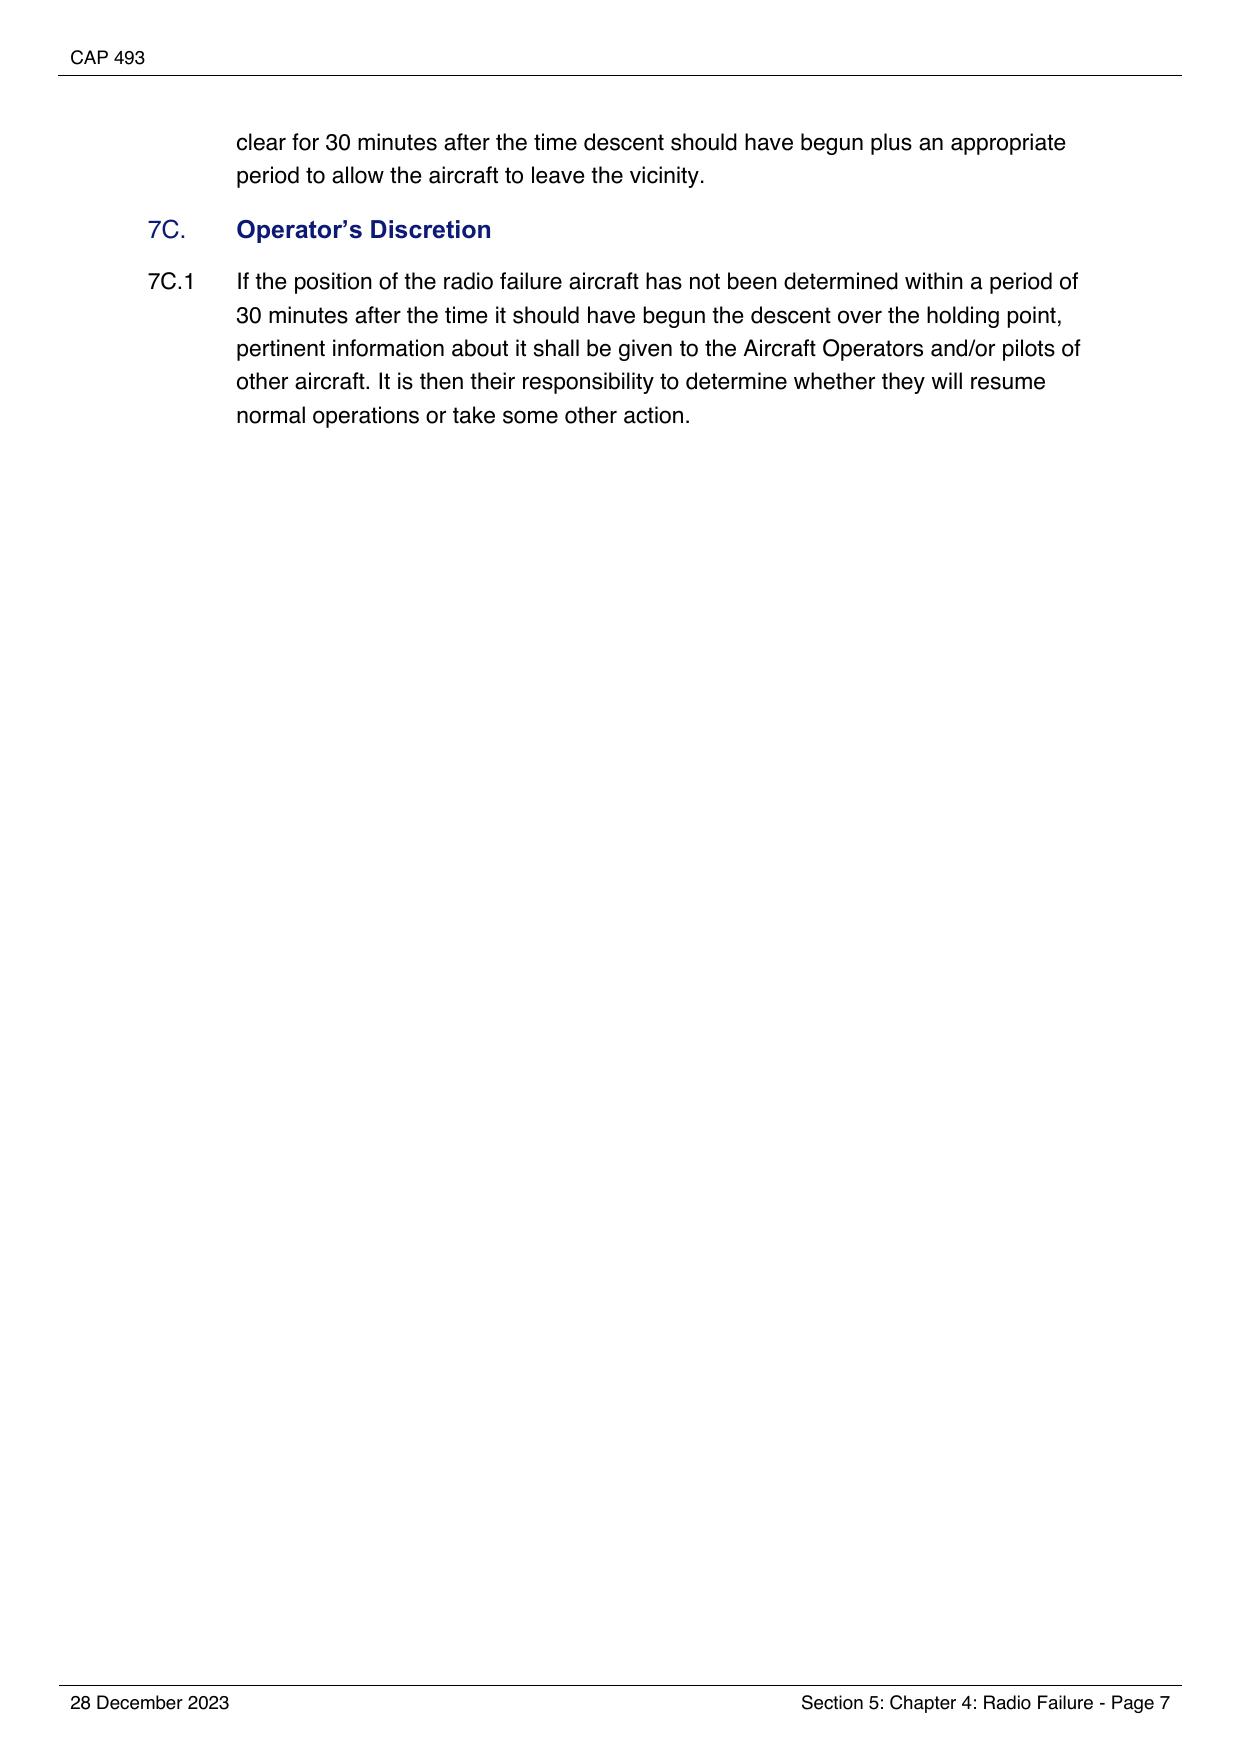 CAP 493
clear for 30 minutes after the time descent should have begun plus an appropriate
period to allow the aircraft to leave the vicinity.
7C. Operator’s Discretion
7C.1 If the position of the radio failure aircraft has not been determined within a period of
30 minutes after the time it should have begun the descent over the holding point,
pertinent information about it shall be given to the Aircraft Operators and/or pilots of
other aircraft. It is then their responsibility to determine whether they will resume
normal operations or take some other action.
28 December 2023 Section 5: Chapter 4: Radio Failure - Page 7